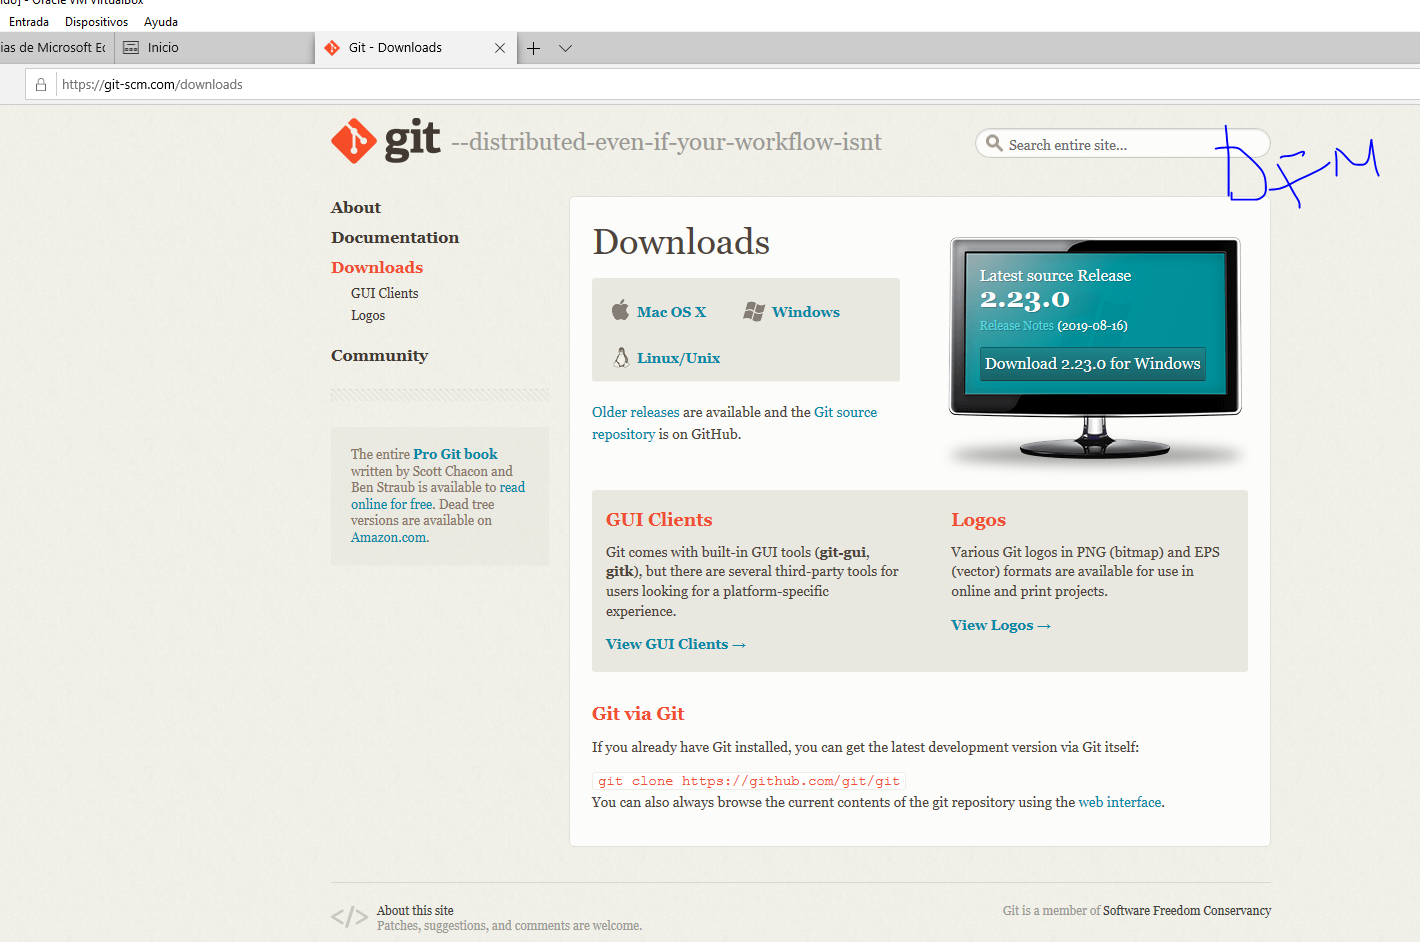 ndo] - Oracle VM VirtualBox
Entrada Dispositivos Ayuda
ias de Microsoft Ec Inicio Git - Downloads
https://git-scm.com/downloads
git --distributed-even-if-your-workflow-isnt
Search entire site...
DFM
About
Documentation
Downloads
GUI Clients
Logos
Community
The entire Pro Git book
written by Scott Chacon and
Ben Straub is available to read
online for free. Dead tree
versions are available on
Amazon.com.
Downloads
Mac OS X Windows
Linux/Unix
Older releases are available and the Git source
repository is on GitHub.
Latest source Release
2.23.0
Release Notes (2019-08-16)
Download 2.23.0 for Windows
GUI Clients
Git comes with built-in GUI tools (git-gui,
gitk), but there are several third-party tools for
users looking for a platform-specific
experience.
View GUI Clients →
Logos
Various Git logos in PNG (bitmap) and EPS
(vector) formats are available for use in
online and print projects.
View Logos →
Git via Git
If you already have Git installed, you can get the latest development version via Git itself:
git clone https://github.com/git/git
You can also always browse the current contents of the git repository using the web interface.
</> About this site
Patches, suggestions, and comments are welcome.
Git is a member of Software Freedom Conservancy